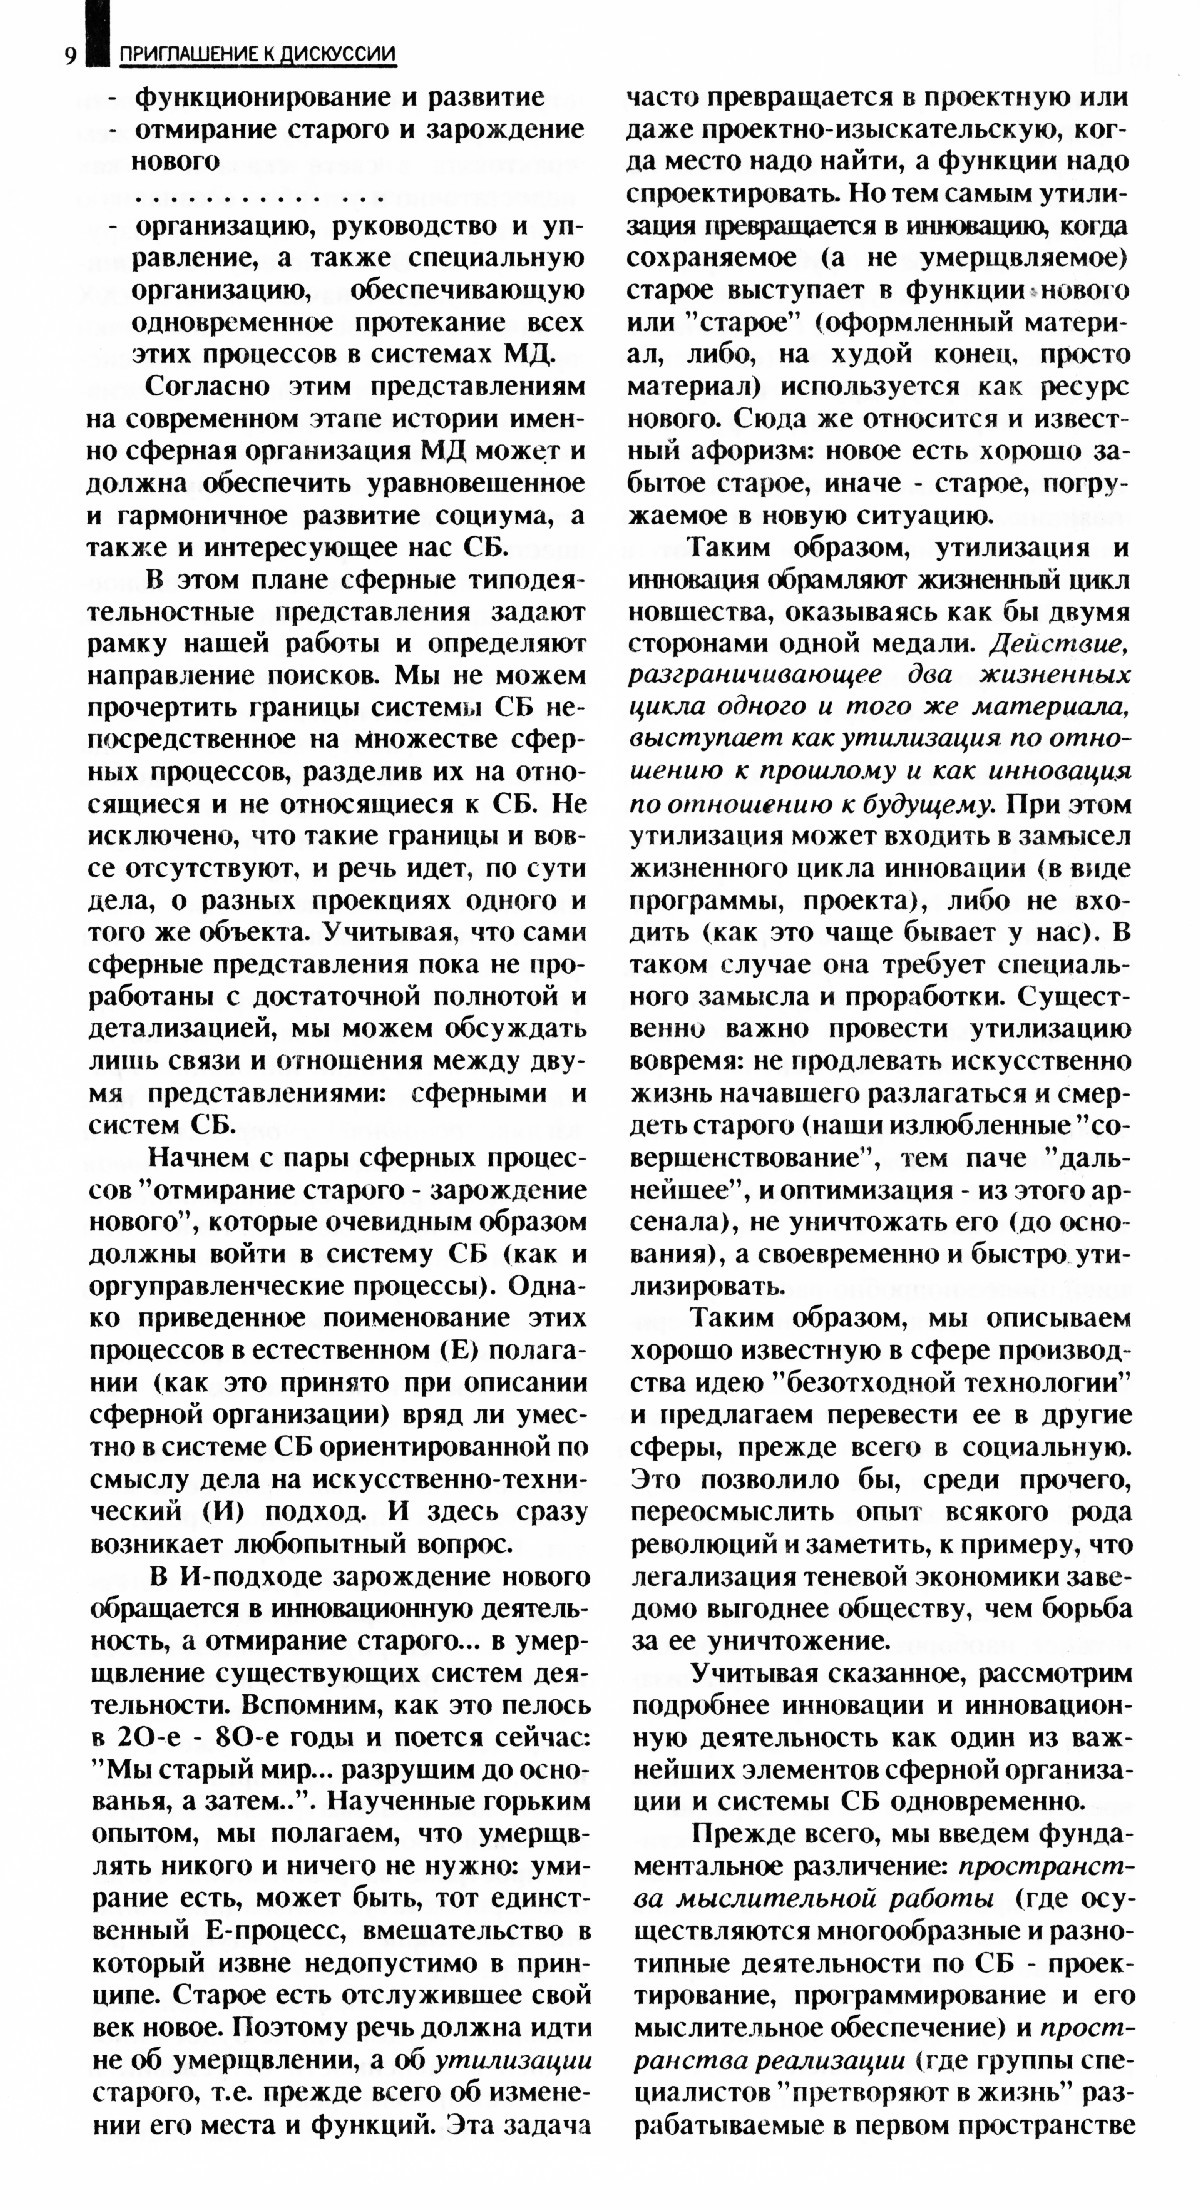 9 ПРИГЛАШЕНИЕ К ДИСКУССИИ
- функционирование и развитие
- отмирание старого и зарождение
нового
. . . . . . . . . . . . . .
- организацию, руководство и уп-
равление, а также специальную
организацию, обеспечивающую
одновременное протекание всех
этих процессов в системах МД.
Согласно этим представлениям
на современном этапе истории имен-
но сферная организация МД может и
должна обеспечить уравновешенное
и гармоничное развитие социума, а
также и интересующее нас СБ.
В этом плане сферные типодея-
тельностные представления задают
рамку нашей работы и определяют
направление поисков. Мы не можем
прочертить границы системы СБ не-
посредственное на множестве сфер-
ных процессов, разделив их на отно-
сящиеся и не относящиеся к СБ. Не
исключено, что такие границы и вов-
се отсутствуют, и речь идет, по сути
дела, о разных проекциях одного и
того же объекта. Учитывая, что сами
сферные представления пока не про-
работаны с достаточной полнотой и
детализацией, мы можем обсуждать
лишь связи и отношения между дву-
мя представлениями: сферными и
систем СБ.
Начнем с пары сферных процес-
сов ”отмирание старого - зарождение
нового”, которые очевидным образом
должны войти в систему СБ (как и
оргуправленческие процессы). Одна-
ко приведенное поименование этих
процессов в естественном (Е) полага-
нии (как это принято при описании
сферной организации) вряд ли умес-
тно в системе СБ ориентированной по
смыслу дела на искусственно-техни-
ческий (И) подход. И здесь сразу
возникает любопытный вопрос.
В И-подходе зарождение нового
обращается в инновационную деятель-
ность, а отмирание старого... в умер-
щвление существующих систем дея-
тельности. Вспомним, как это пелось
в 2О-е - 8О-е годы и поется сейчас:
”Мы старый мир... разрушим до осно-
ванья, а затем..”. Наученные горьким
опытом, мы полагаем, что умерщв-
лять никого и ничего не нужно: уми-
рание есть, может быть, тот единст-
венный Е-процесс, вмешательство в
который извне недопустимо в прин-
ципе. Старое есть отслужившее свой
век новое. Поэтому речь должна идти
не об умерщвлении, а об утилизации
старого, т.е. прежде всего об измене-
нии его места и функций. Эта задача
часто превращается в проектную или
даже проектно-изыскательскую, ког-
да место надо найти, а функции надо
спроектировать. Но тем самым утили-
зация превращается в инновацию, когда
сохраняемое (а не умерщвляемое)
старое выступает в функции нового
или ”старое” (оформленный матери-
ал, либо, на худой конец, просто
материал) используется как ресурс
нового. Сюда же относится и извест-
ный афоризм: новое есть хорошо за-
бытое старое, иначе - старое, погру-
жаемое в новую ситуацию.
Таким образом, утилизация и
инновация обрамляют жизненный цикл
новшества, оказываясь как бы двумя
сторонами одной медали. Действие,
разграничивающее два жизненных
цикла одного и того же материала,
выступает как утилизация по отно-
шению к прошлому и как инновация
по отношению к будущему. При этом
утилизация может входить в замысел
жизненного цикла инновации (в виде
программы, проекта), либо не вхо-
дить (как это чаще бывает у нас). В
таком случае она требует специаль-
ного замысла и проработки. Сущест-
венно важно провести утилизацию
вовремя: не продлевать искусственно
жизнь начавшего разлагаться и смер-
деть старого (наши излюбленные ”со-
вершенствование”, тем паче ”даль-
нейшее”, и оптимизация - из этого ар-
сенала), не уничтожать его (до осно-
вания), а своевременно и быстро ути-
лизировать.
Таким образом, мы описываем
хорошо известную в сфере производ-
ства идею ”безотходной технологии”
и предлагаем перевести ее в другие
сферы, прежде всего в социальную.
Это позволило бы, среди прочего,
переосмыслить опыт всякого рода
революций и заметить, к примеру, что
легализация теневой экономики заве-
домо выгоднее обществу, чем борьба
за ее уничтожение.
Учитывая сказанное, рассмотрим
подробнее инновации и инновацион-
ную деятельность как один из важ-
нейших элементов сферной организа-
ции и системы СБ одновременно.
Прежде всего, мы введем фунда-
ментальное различение: пространст-
ва мыслительной работы (где осу-
ществляются многообразные и разно-
типные деятельности по СБ - проек-
тирование, программирование и его
мыслительное обеспечение) и прост-
ранства реализации (где группы спе-
циалистов ”претворяют в жизнь” раз-
рабатываемые в первом пространстве